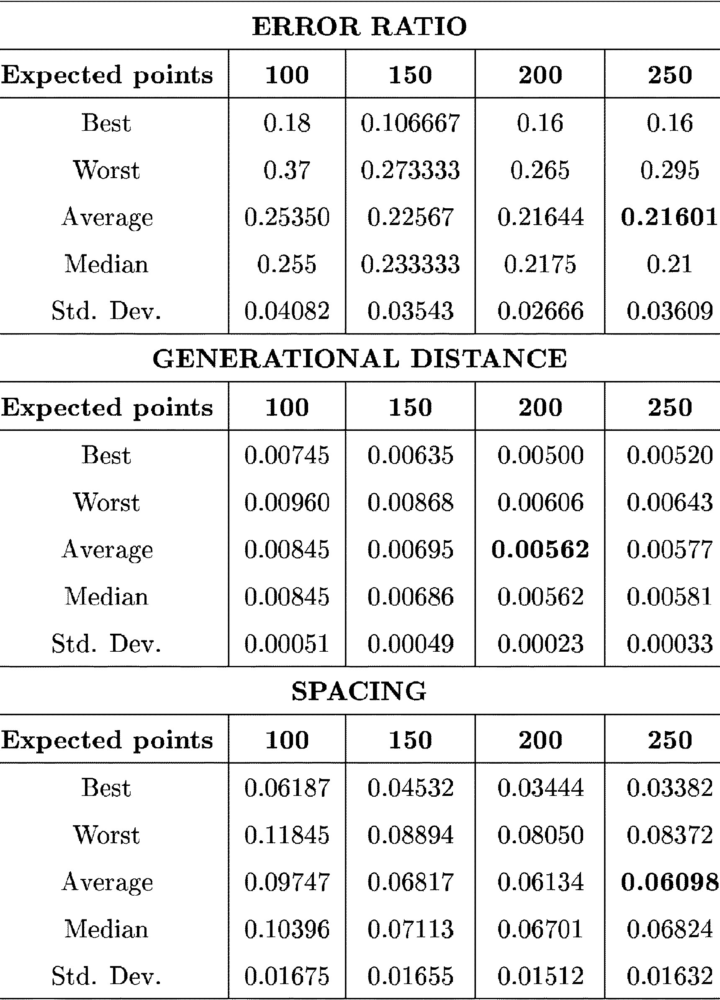 ERROR RATIO
Expected points 100 150 200 250
Best 0.18 0.106667 0.16 0.16
Worst 0.37 0.273333 0.265 0.295
Average 0.25350 0.22567 0.21644 0.21601
Median 0.255 0.233333 0.2175 0.21
Std. Dev. 0.04082 0.03543 0.02666 0.03609
GENERATIONAL DISTANCE
Expected points 100 150 200 250
Best 0.00745 0.00635 0.00500 0.00520
Worst 0.00960 0.00868 0.00606 0.00643
Average 0.00845 0.00695 0.00562 0.00577
Median 0.00845 0.00686 0.00562 0.00581
Std. Dev. 0.00051 0.00049 0.00023 0.00033
SPACING
Expected points 100 150 200 250
Best 0.06187 0.04532 0.03444 0.03382
Worst 0.11845 0.08894 0.08050 0.08372
Average 0.09747 0.06817 0.06134 0.06098
Median 0.10396 0.07113 0.06701 0.06824
Std. Dev. 0.01675 0.01655 0.01512 0.01632